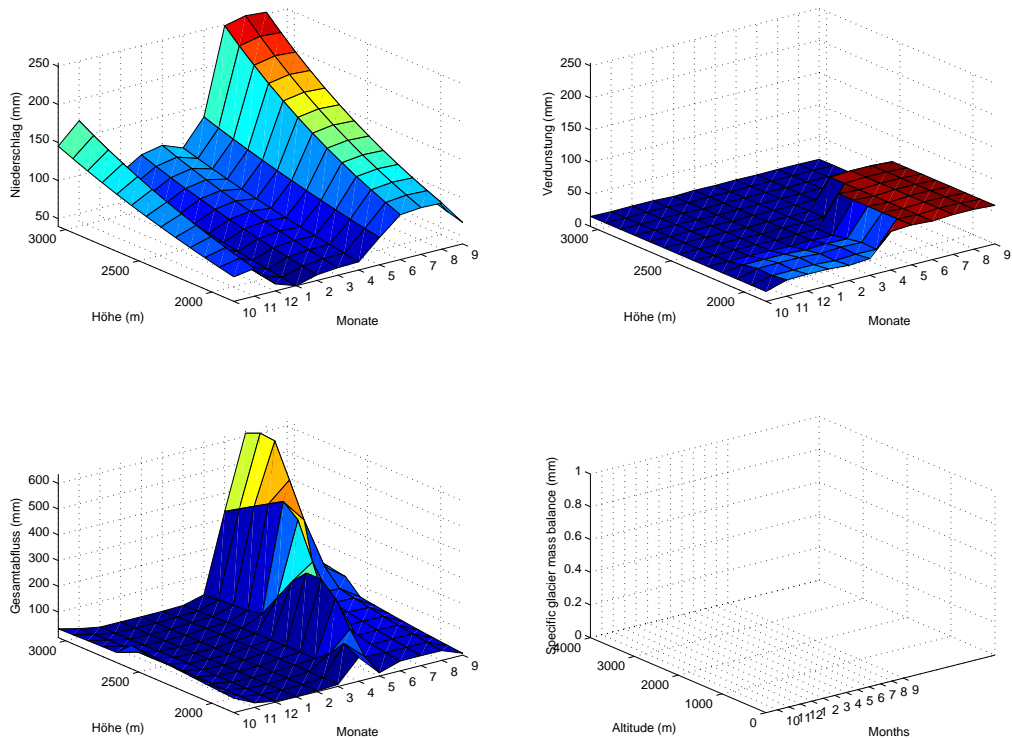 250
200
150
100
50
Niederschlag (mm)
3000
2500
2000
Höhe (m)
10 11 12 1 2 3 4 5 6 7 8 9
Monate
250
200
150
100
50
0
Verdunstung (mm)
3000
2500
2000
Höhe (m)
10 11 12 1 2 3 4 5 6 7 8 9
Monate
600
500
400
300
200
100
Gesamtabfluss (mm)
3000
2500
2000
Höhe (m)
10 11 12 1 2 3 4 5 6 7 8 9
Monate
1
0.8
0.6
0.4
0.2
0
Specific glacier mass balance (mm)
4000
3000
2000
1000
0
Altitude (m)
10 11 12 1 2 3 4 5 6 7 8 9
Months